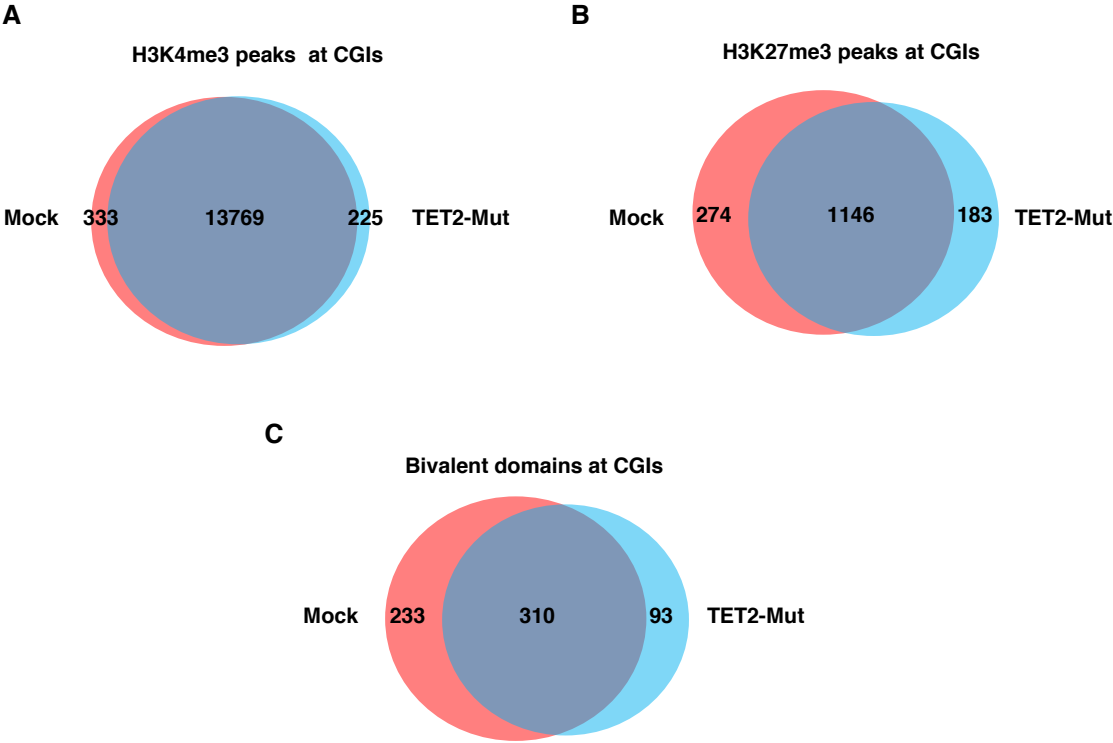 A
H3K4me3 peaks at CGIs
Mock 333 13769 225 TET2-Mut
B
H3K27me3 peaks at CGIs
Mock 274 1146 183 TET2-Mut
C
Bivalent domains at CGIs
Mock 233 310 93 TET2-Mut